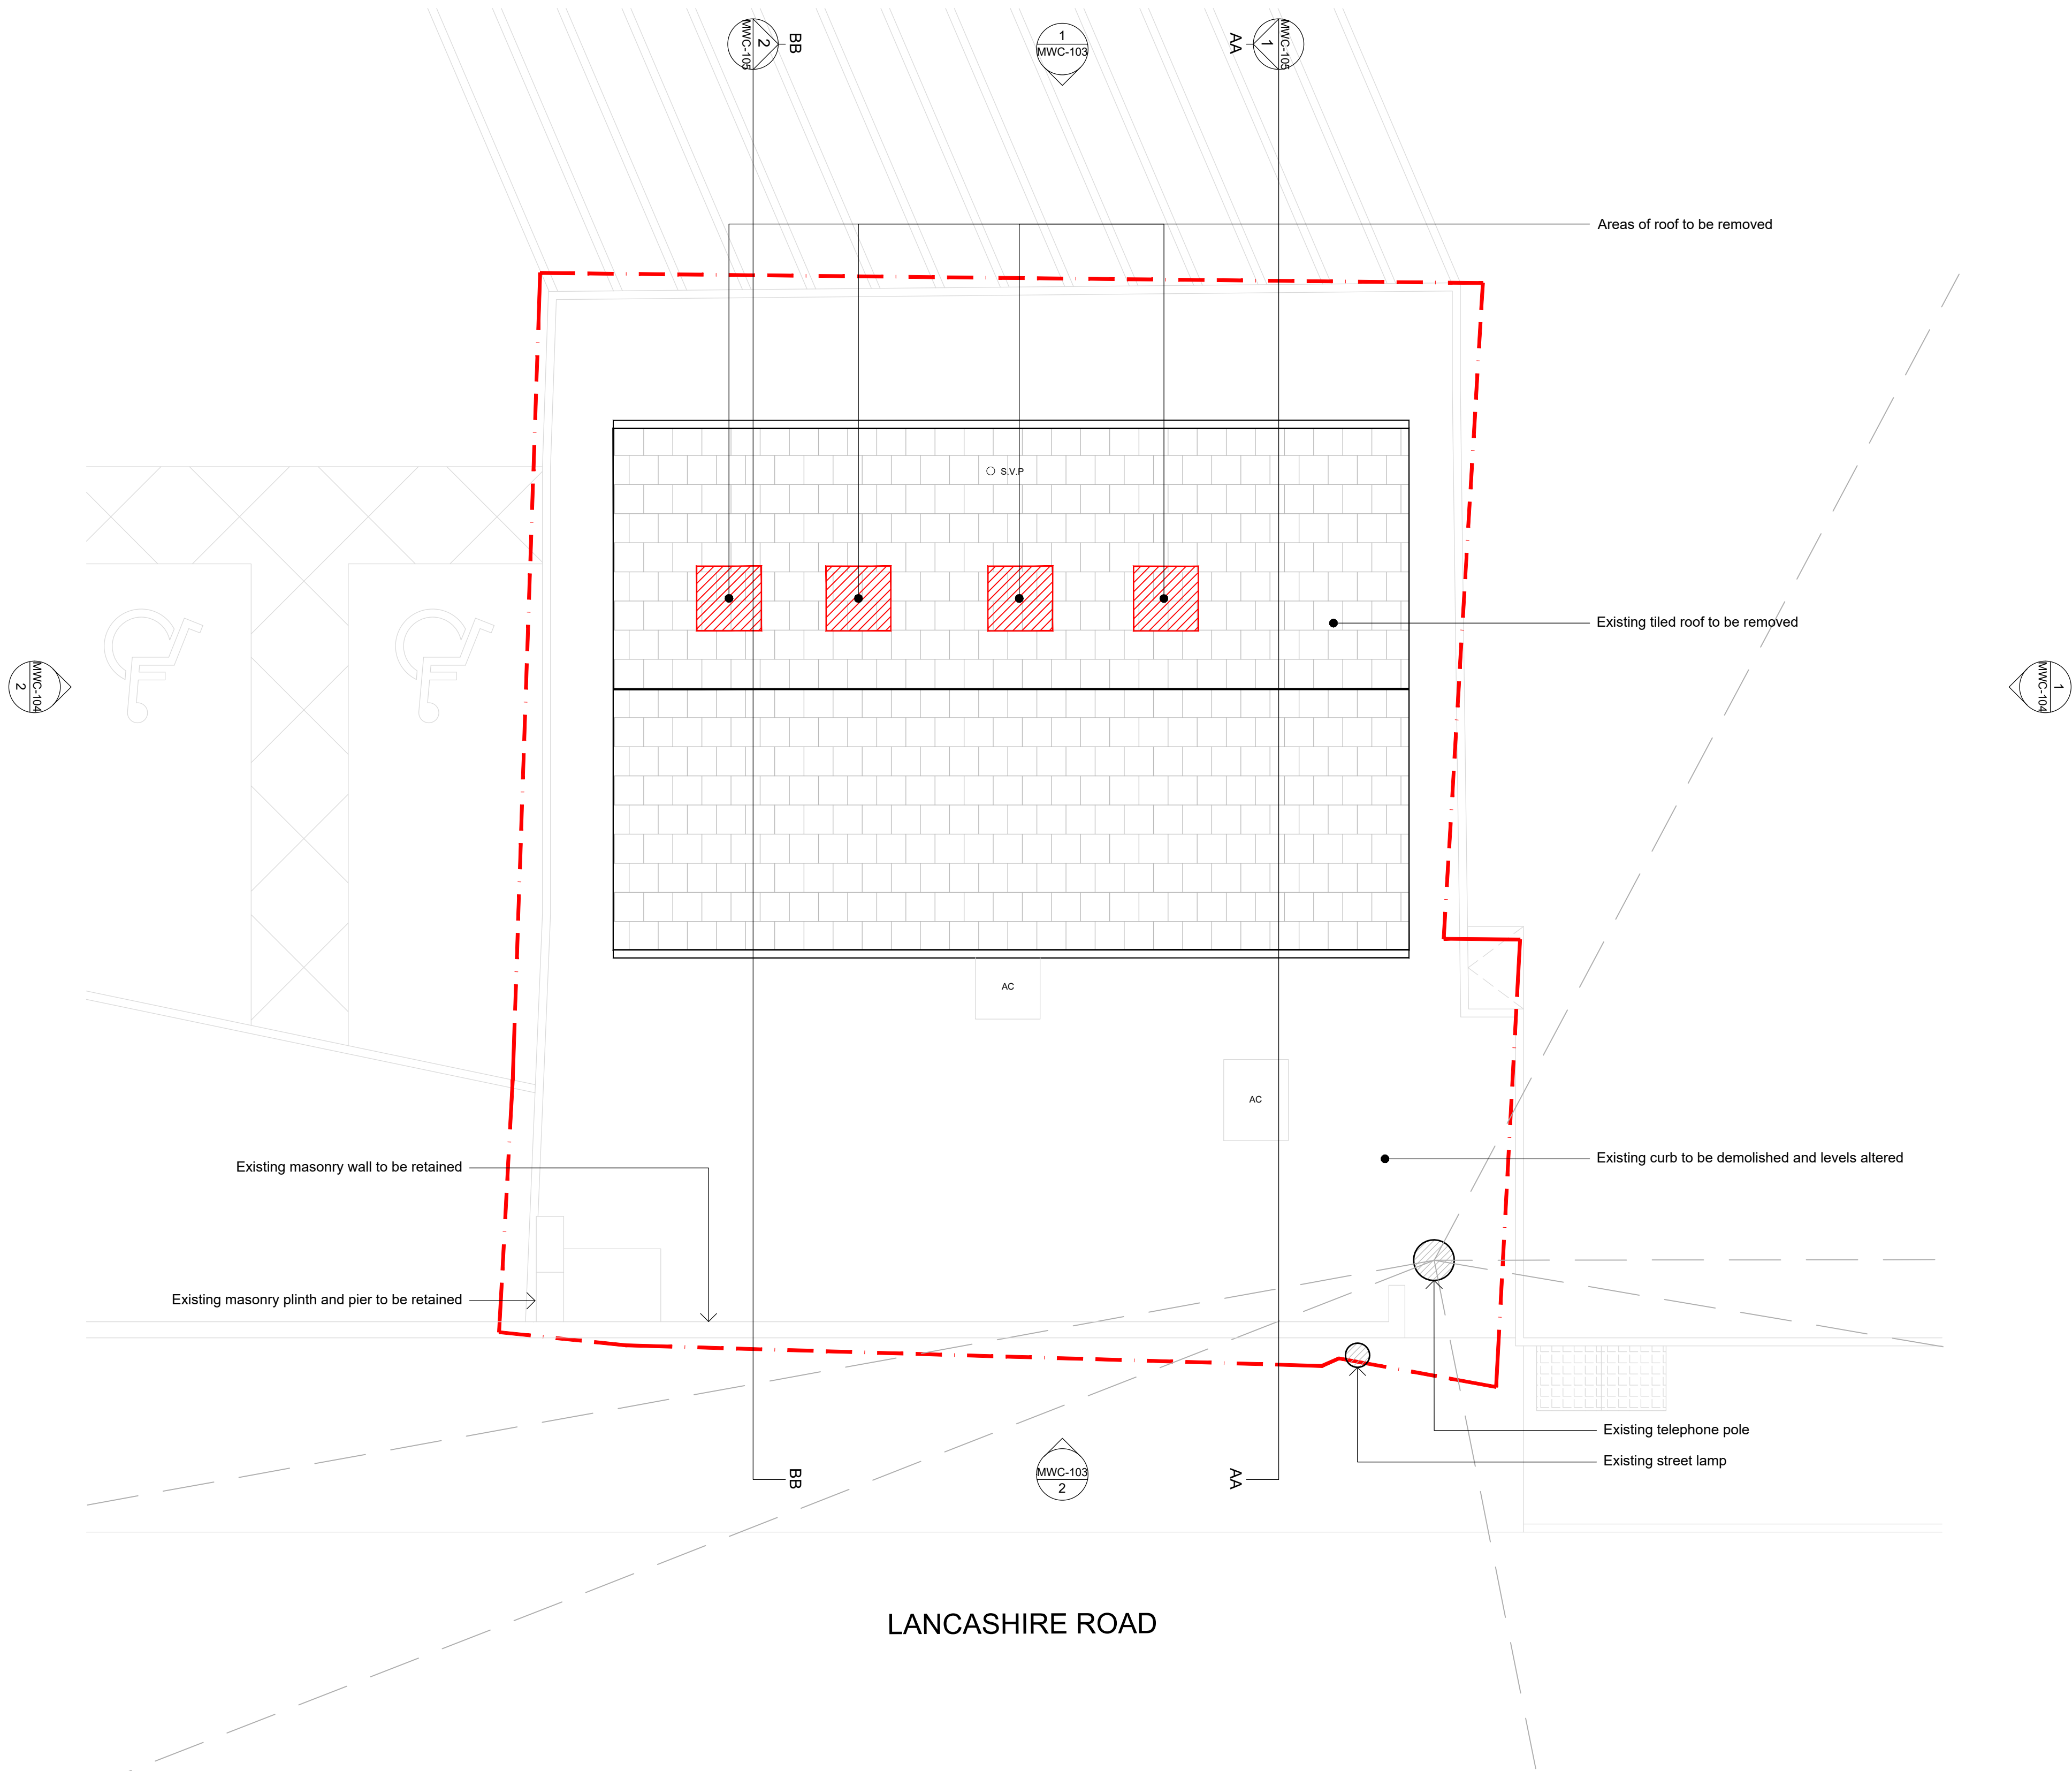 MWC-105
2
BB
1
MWC-103
AA
1
MWC-105
Areas of roof to be removed
S.V.P
Existing tiled roof to be removed
MWC-104
2
1
MWC-104
AC
AC
Existing masonry wall to be retained
Existing curb to be demolished and levels altered
Existing masonry plinth and pier to be retained
Existing telephone pole
Existing street lamp
BB
MWC-103
2
AA
LANCASHIRE ROAD